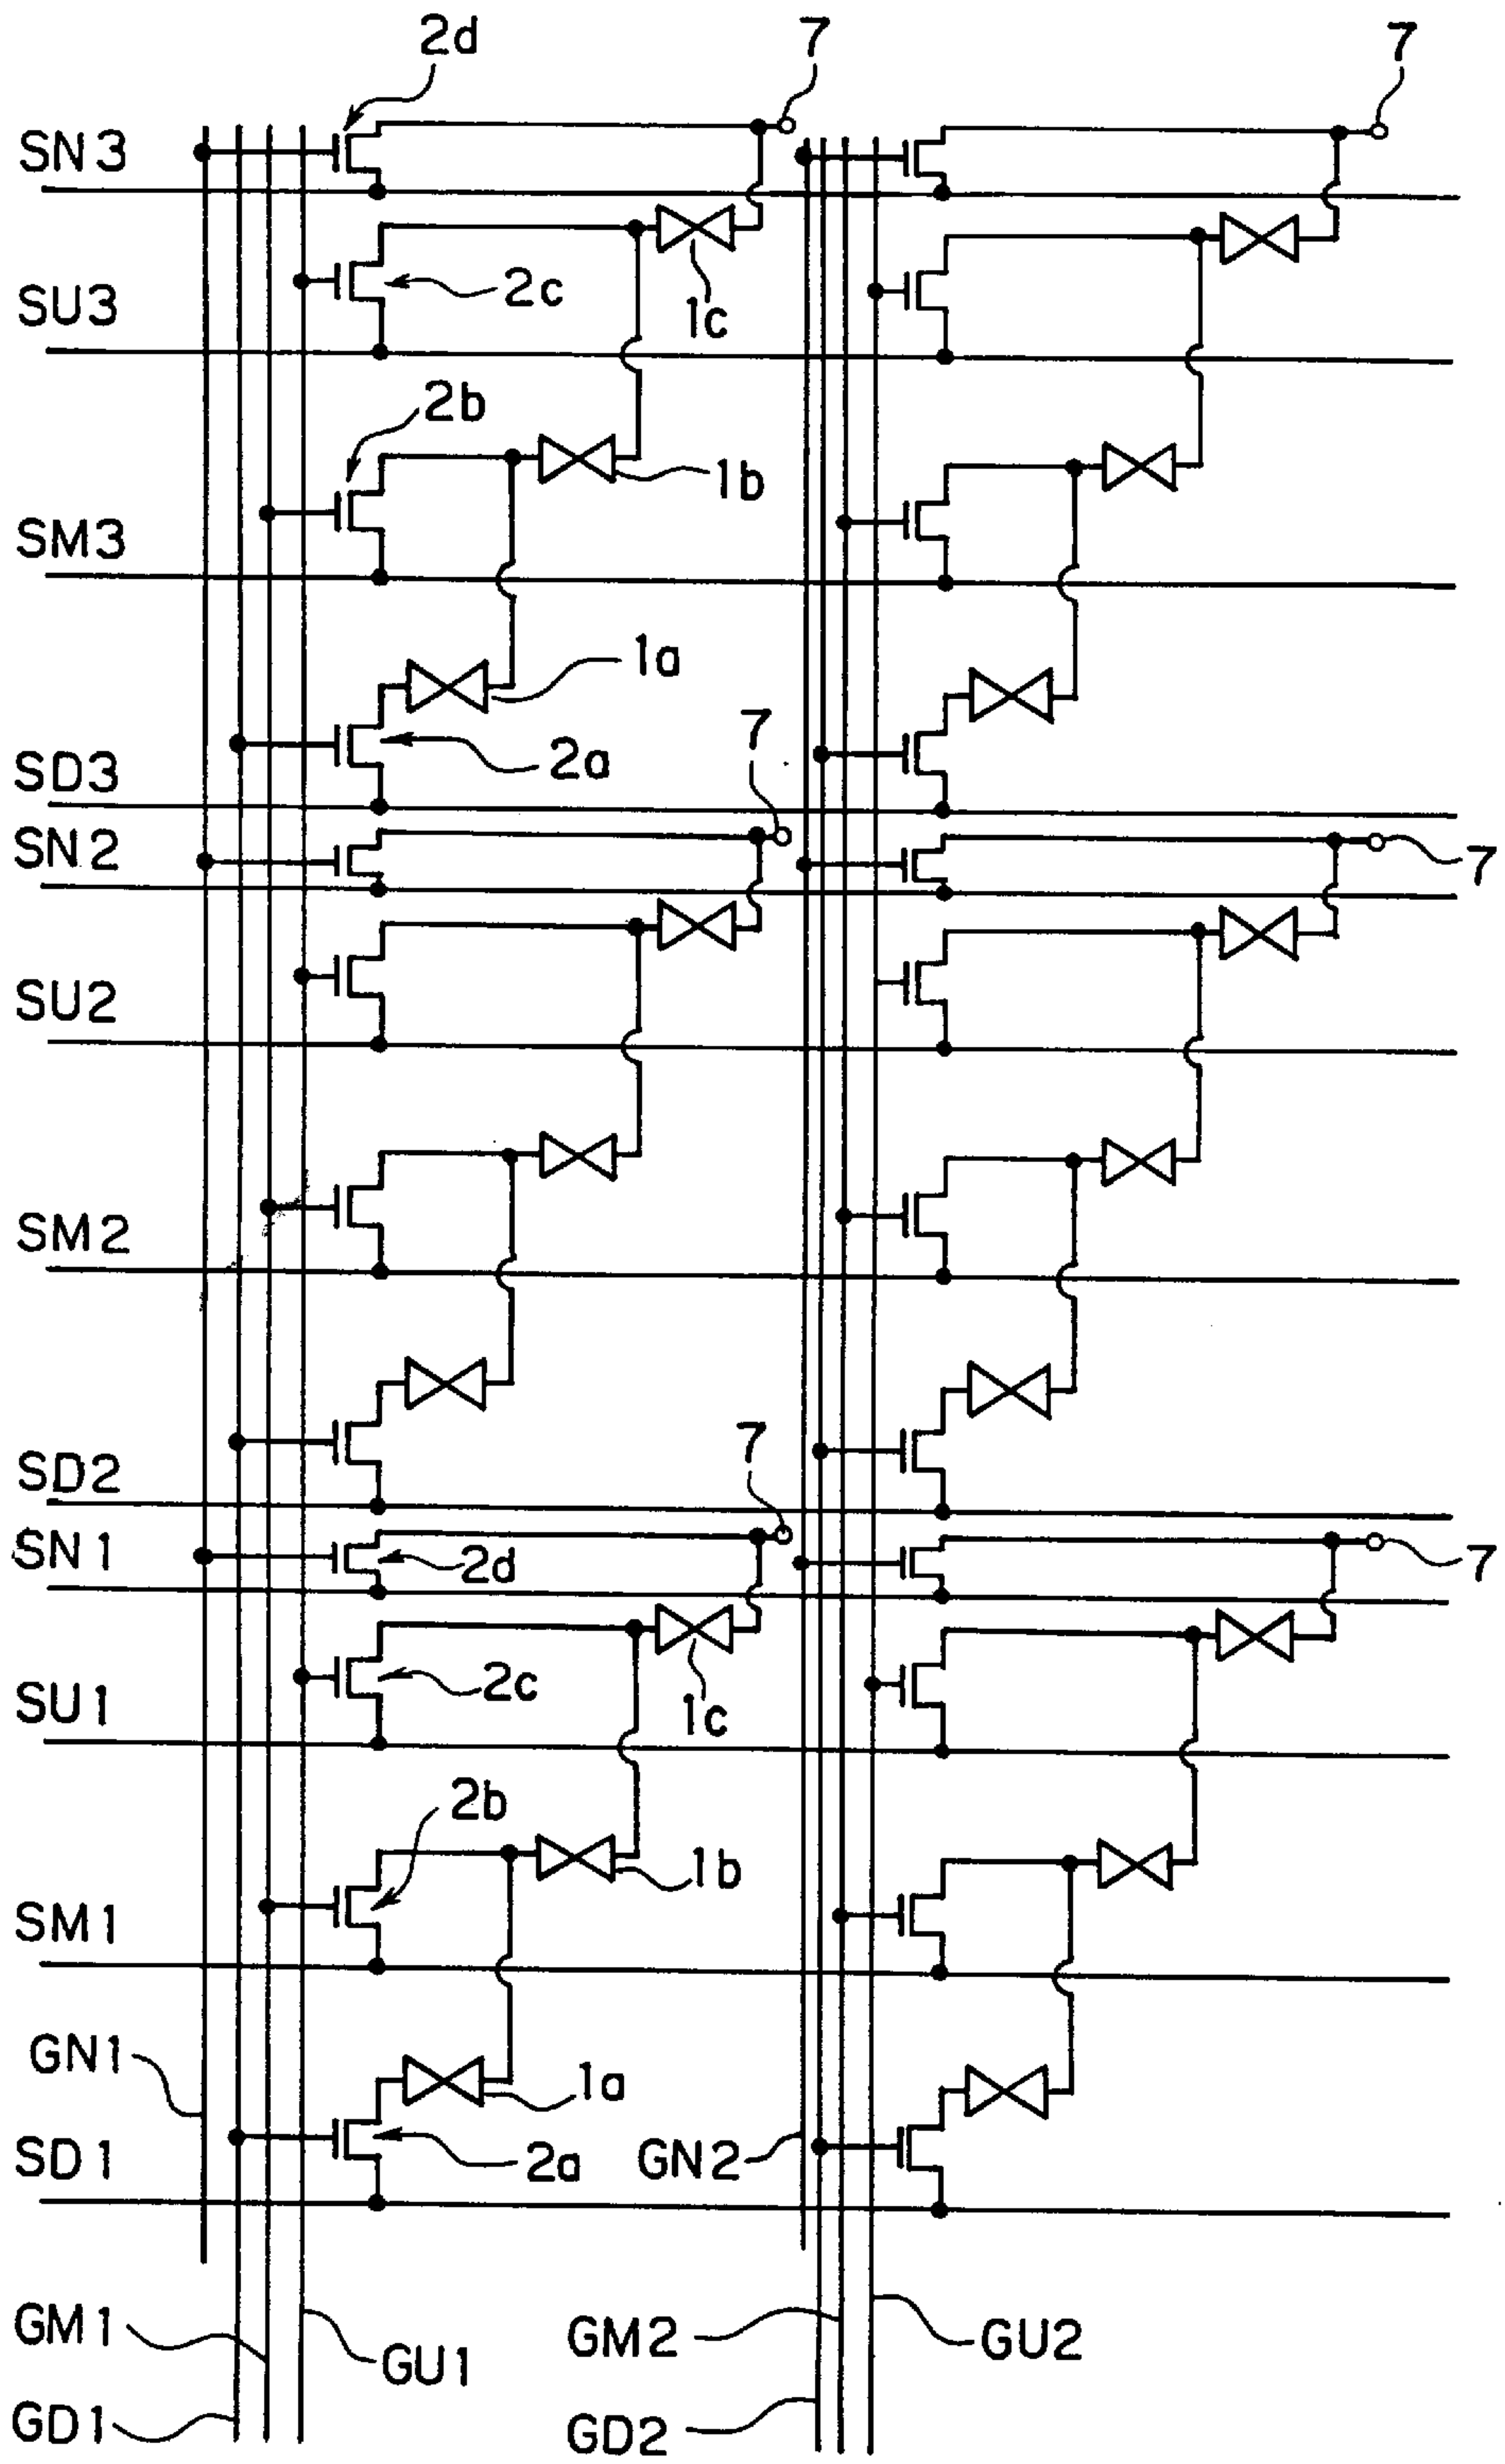 2d
7
7
SN3
SU3
2c
1c
2b
1b
SM3
1a
7
2a
SD3
SN2
7
SU2
SM2
7
SD2
SN1
2d
7
2c
SU1
1c
2b
1b
SM1
GN1
1a
SD1
2a
GN2
GM1
GU1
GM2
GU2
GD1
GD2